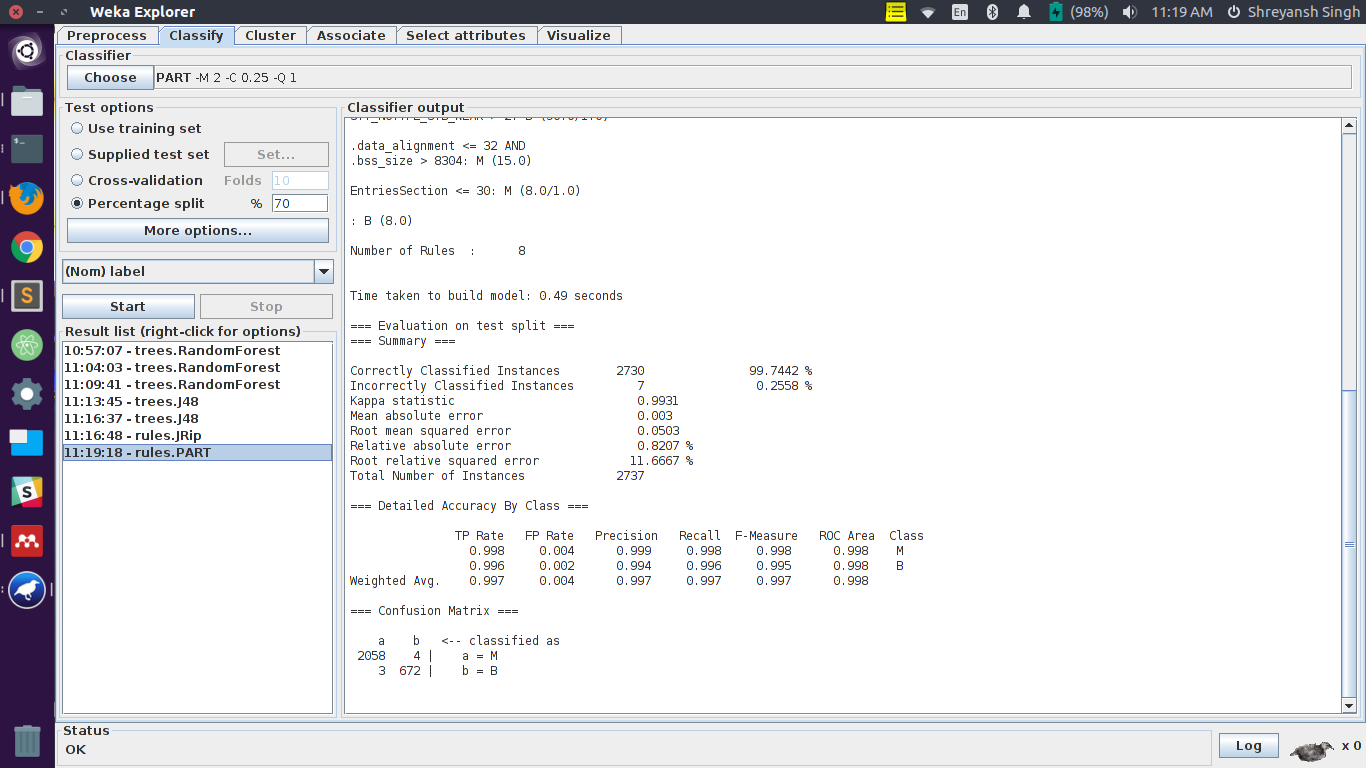 Weka Explorer
En
(98%)
11:19 AM
Shreyansh Singh
Preprocess
Classify
Cluster
Associate
Select attributes
Visualize
Classifier
Choose
PART -M 2 -C 0.25 -Q 1
Test options
Use training set
Supplied test set
Set...
Cross-validation
Folds 10
Percentage split
% 70
More options...
(Nom) label
Start
Stop
Result list (right-click for options)
10:57:07 - trees.RandomForest
11:04:03 - trees.RandomForest
11:09:41 - trees.RandomForest
11:13:45 - trees.J48
11:16:37 - trees.J48
11:16:48 - rules.JRip
11:19:18 - rules.PART
Classifier output
.data_alignment <= 32 AND
.bss_size > 8304: M (15.0)
EntriesSection <= 30: M (8.0/1.0)
: B (8.0)
Number of Rules : 8
Time taken to build model: 0.49 seconds
=== Evaluation on test split ===
=== Summary ===
Correctly Classified Instances 2730 99.7442 %
Incorrectly Classified Instances 7 0.2558 %
Kappa statistic 0.9931
Mean absolute error 0.003
Root mean squared error 0.0503
Relative absolute error 0.8207 %
Root relative squared error 11.6667 %
Total Number of Instances 2737
=== Detailed Accuracy By Class ===
TP Rate FP Rate Precision Recall F-Measure ROC Area Class
0.998 0.004 0.999 0.998 0.998 0.998 M
0.996 0.002 0.994 0.996 0.995 0.998 B
Weighted Avg. 0.997 0.004 0.997 0.997 0.997 0.998
=== Confusion Matrix ===
a b <-- classified as
2058 4 | a = M
3 672 | b = B
Status
OK
Log
x 0